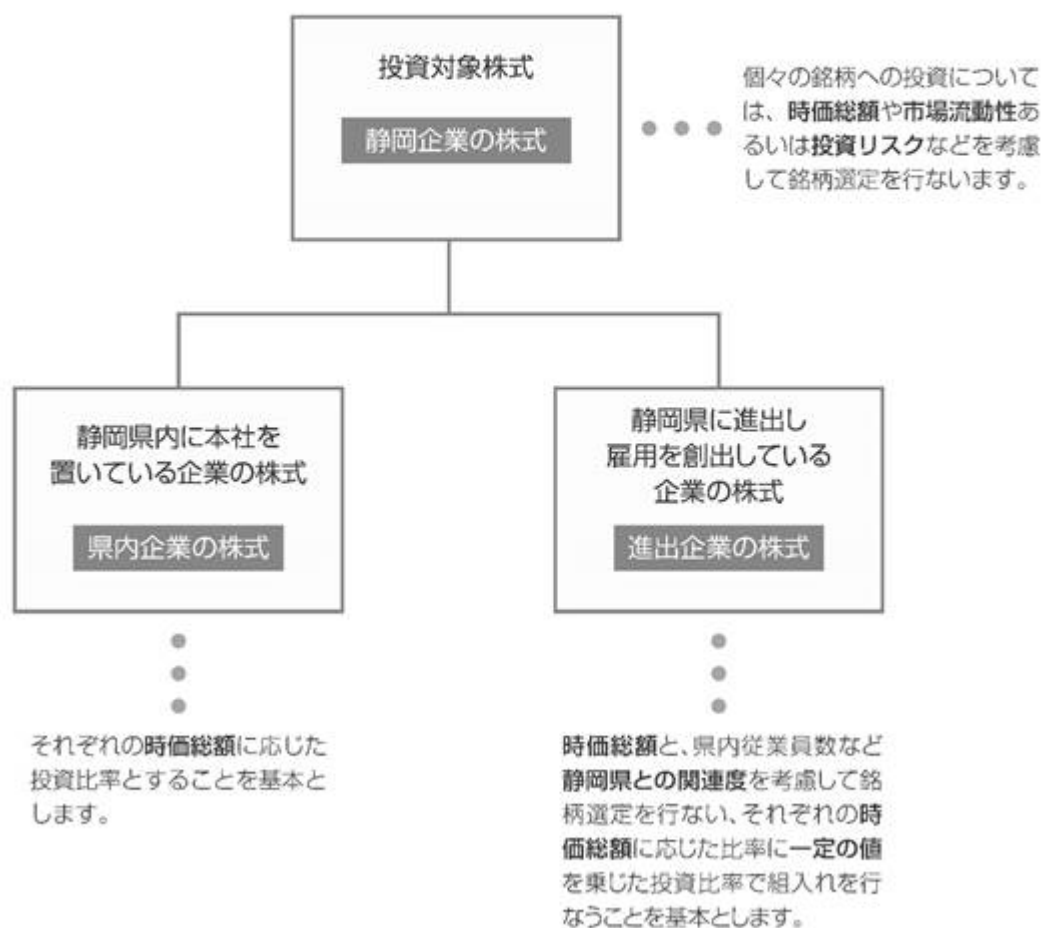 投資対象株式
静岡企業の株式
個々の銘柄への投資について
は、時価総額や市場流動性あ
るいは投資リスクなどを考慮
して銘柄選定を行ないます。
静岡県内に本社を
置いている企業の株式
県内企業の株式
それぞれの時価総額に応じた
投資比率とすることを基本と
します。
静岡県に進出し
雇用を創出している
企業の株式
進出企業の株式
時価総額と、県内従業員数など
静岡県との関連度を考慮して銘
柄選定を行ない、それぞれの時
価総額に応じた比率に一定の値
を乗じた投資比率で組入れを行
なうことを基本とします。